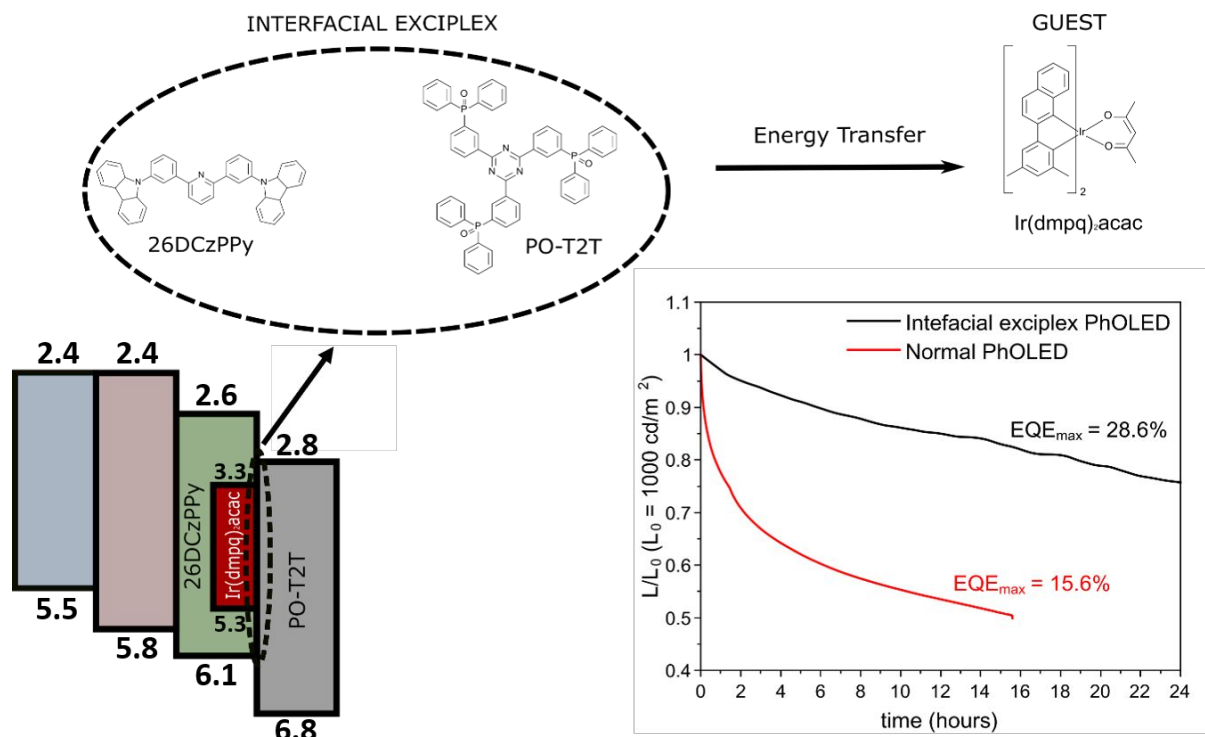 INTERFACIAL EXCIPLEX
GUEST
O
P
N
N
N
N
N
N
P
O
P
O
26DCzPPy
PO-T2T
Energy Transfer
Ir
O
O
2
Ir(dmpq)₂acac
2.4
2.4
2.6
2.8
3.3
26DCzPPy
Ir(dmpq)₂acac
PO-T2T
5.3
5.5
5.8
6.1
6.8
Intefacial exciplex PhOLED
Normal PhOLED
EQEmax = 28.6%
EQEmax = 15.6%
L/L₀ (L₀ = 1000 cd/m ²)
1.1
1
0.9
0.8
0.7
0.6
0.5
0.4
0 2 4 6 8 10 12 14 16 18 20 22 24
time (hours)